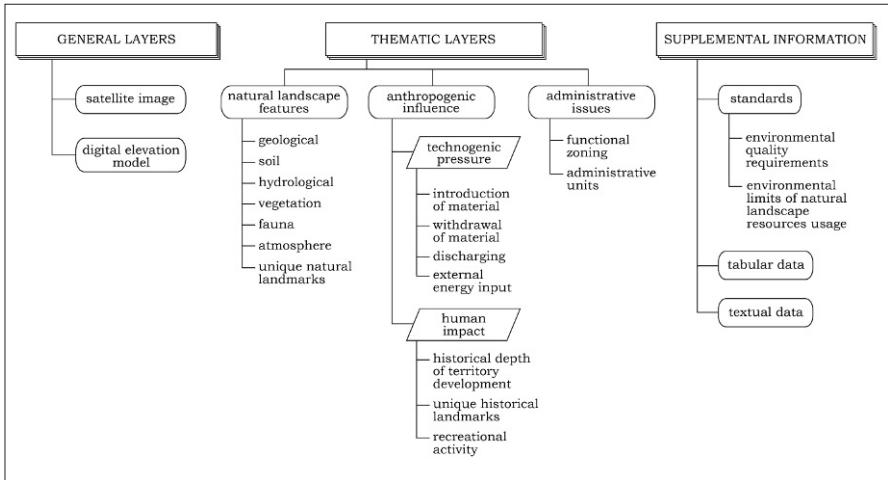 GENERAL LAYERS
satellite image
digital elevation
model
THEMATIC LAYERS
natural landscape
features
geological
soil
hydrological
vegetation
fauna
atmosphere
unique natural
landmarks
anthropogenic
influence
technogenic
pressure
introduction
of material
withdrawal
of material
discharging
external
energy input
human
impact
historical depth
of territory
development
unique historical
landmarks
recreational
activity
administrative
issues
functional
zoning
administrative
units
SUPPLEMENTAL INFORMATION
standards
environmental
quality
requirements
environmental
limits of natural
landscape
resources usage
tabular data
textual data